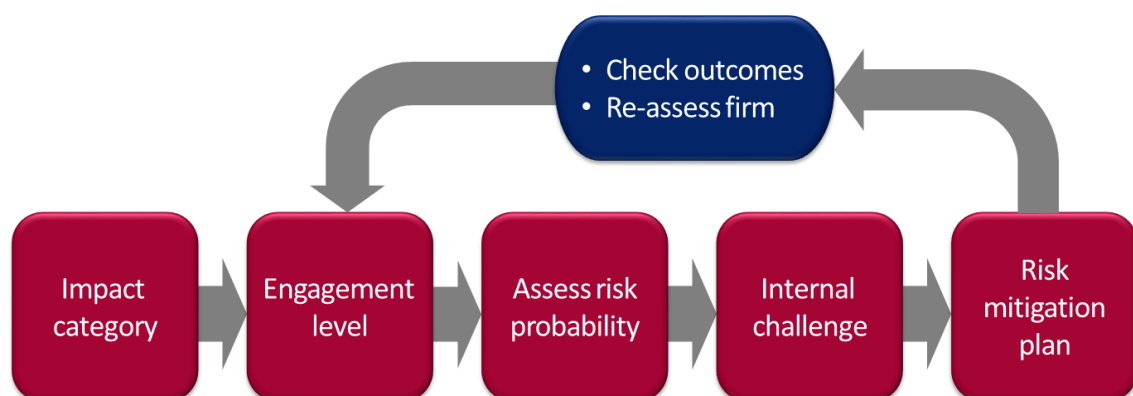 • Check outcomes
• Re-assess firm
Impact
category
Engagement
level
Assess risk
probability
Internal
challenge
Risk
mitigation
plan